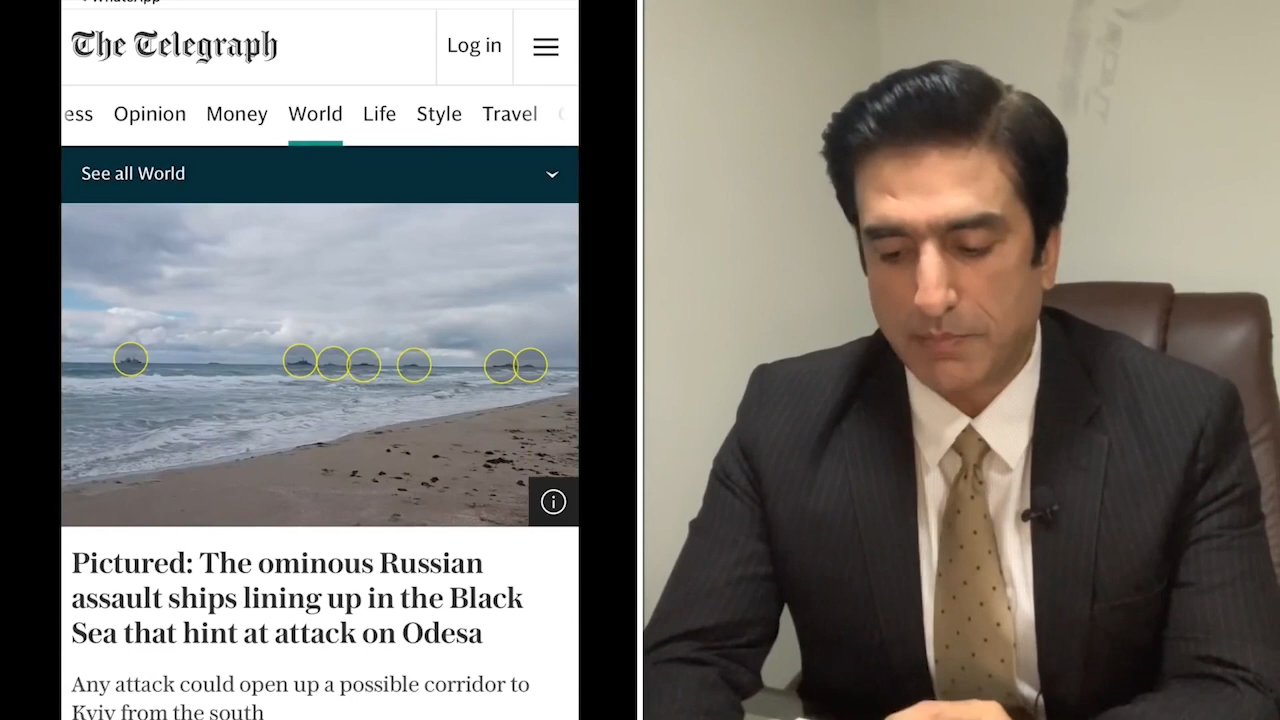 WhatsApp
The Telegraph
Log in
ess Opinion Money World Life Style Travel
See all World
Pictured: The ominous Russian
assault ships lining up in the Black
Sea that hint at attack on Odesa
Any attack could open up a possible corridor to
Kyiv from the south